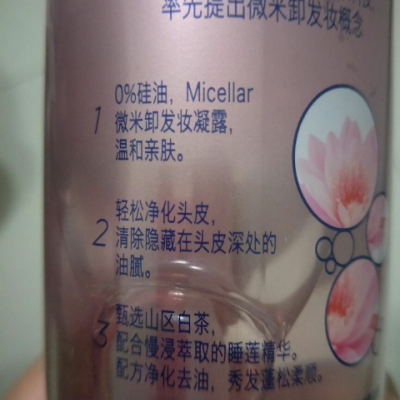 率先提出微米卸发妆概念
1 0%硅油，Micellar
微米卸发妆凝露，
温和亲肤。
2 轻松净化头皮，
清除隐藏在头皮深处的
油腻。
3 甄选山区白茶，
配合慢浸萃取的睡莲精华。
配方净化去油，秀发蓬松柔顺。